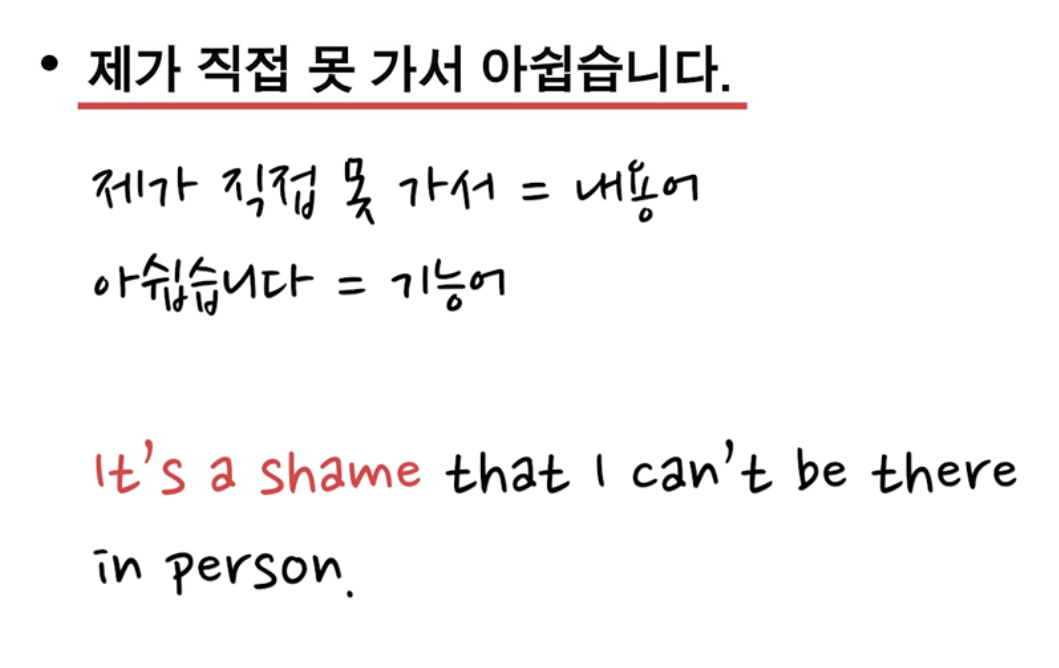 • 제가 직접 못 가서 아쉽습니다.
제가 직접 못 가서 = 내용어
아쉽습니다 = 기능어
It's a shame that I can't be there
in person.